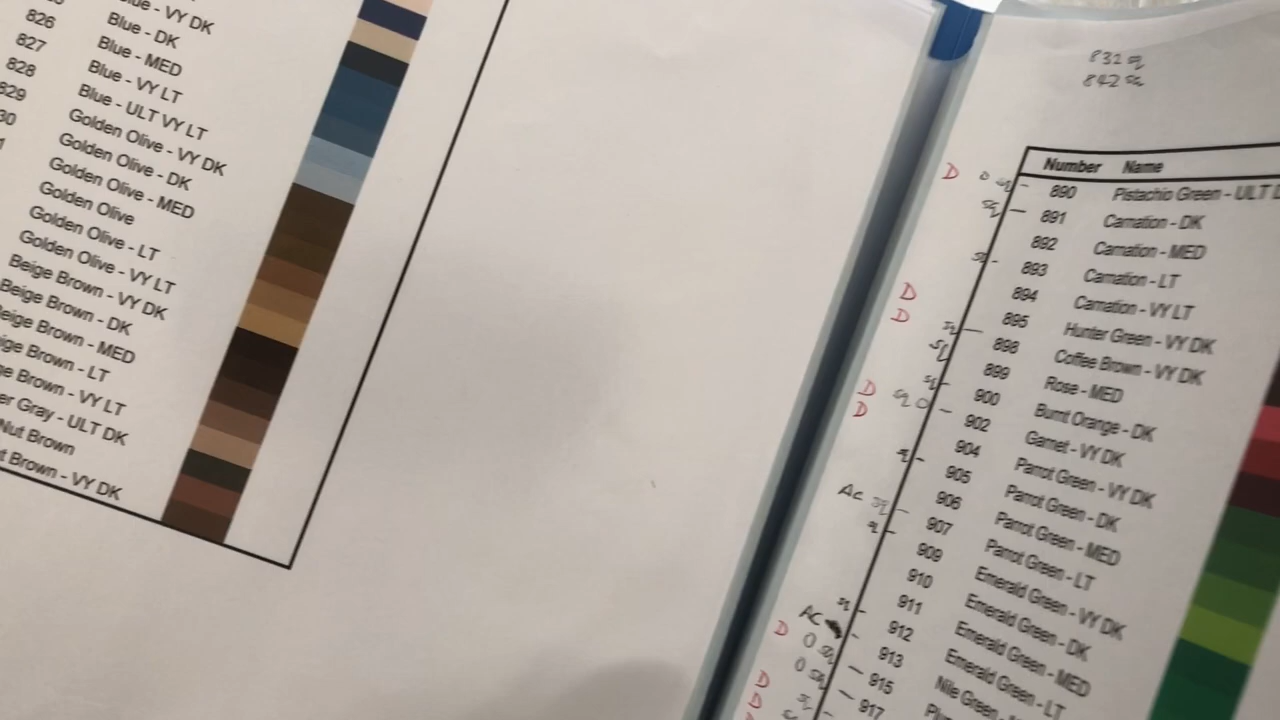 Blue - VY DK
826 Blue - DK
827 Blue - MED
828 Blue - VY LT
829 Blue - ULT VY LT
30 Golden Olive - VY DK
1 Golden Olive - DK
Golden Olive - MED
Golden Olive
Golden Olive - LT
Golden Olive - VY LT
Beige Brown - VY DK
Beige Brown - DK
Beige Brown - MED
ige Brown - LT
ge Brown - VY LT
er Gray - ULT DK
Nut Brown
t Brown - VY DK
832
842
Number Name
D 890 Pistachio Green - ULT D
891 Carnation - DK
892 Carnation - MED
893 Carnation - LT
D 894 Carnation - VY LT
D 895 Hunter Green - VY DK
898 Coffee Brown - VY DK
899 Rose - MED
D 900 Burnt Orange - DK
D 902 Garnet - VY DK
904 Parrot Green - VY DK
905 Parrot Green - DK
Ac 906 Parrot Green - MED
907 Parrot Green - LT
909 Emerald Green - VY DK
910 Emerald Green - DK
911 Emerald Green - MED
AC 912 Emerald Green - LT
D 913 Nile Green -
915
D 917
D